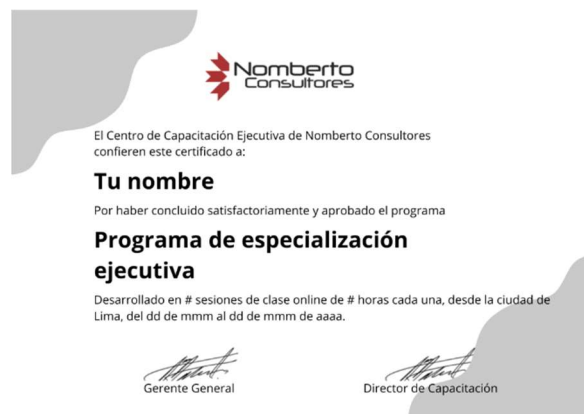 Nomberto
Consultores
El Centro de Capacitación Ejecutiva de Nomberto Consultores
confieren este certificado a:
Tu nombre
Por haber concluido satisfactoriamente y aprobado el programa
Programa de especialización
ejecutiva
Desarrollado en # sesiones de clase online de # horas cada una, desde la ciudad de
Lima, del dd de mmm al dd de mmm de aaaa.
Gerente General
Director de Capacitación